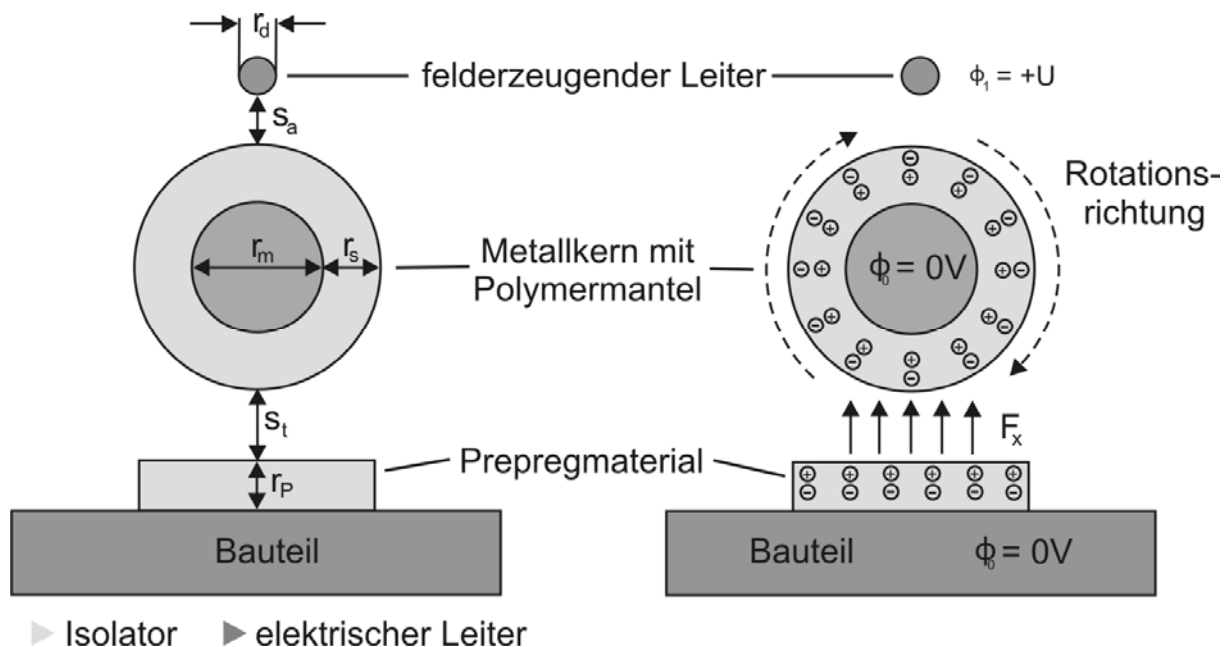 r_d
felderzeugender Leiter
ϕ₁ = +U
s_a
Rotations-
richtung
r_m
r_s
Metallkern mit
Polymermantel
ϕ₀ = 0V
s_t
F_x
Prepregmaterial
r_P
Bauteil
Bauteil
ϕ₀ = 0V
Isolator
elektrischer Leiter